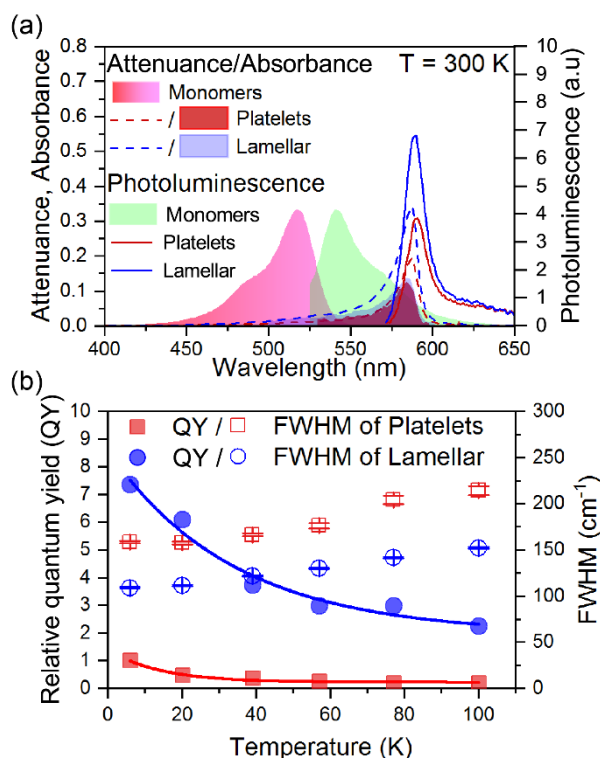 (a)
Attenuance/Absorbance T = 300 K
Monomers
/ Platelets
/ Lamellar
Photoluminescence
Monomers
Platelets
Lamellar
Attenuance, Absorbance
0.8
0.7
0.6
0.5
0.4
0.3
0.2
0.1
0.0
Photoluminescence (a.u)
10
9
8
7
6
5
4
3
2
1
0
400 450 500 550 600 650
Wavelength (nm)
(b)
QY / FWHM of Platelets
QY / FWHM of Lamellar
Relative quantum yield (QY)
10
9
8
7
6
5
4
3
2
1
0
FWHM (cm⁻¹)
300
250
200
150
100
50
0
0 20 40 60 80 100
Temperature (K)